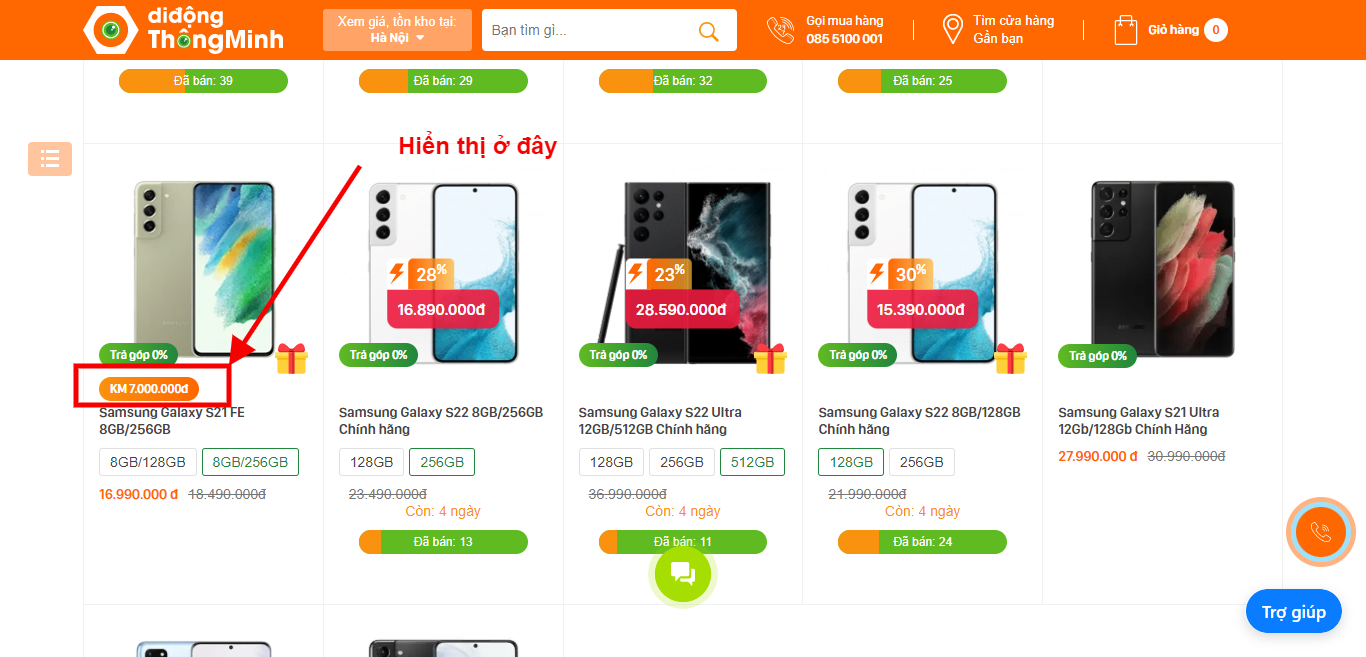 diđộng
ThôngMinh
Xem giá, tồn kho tại:
Hà Nội
Bạn tìm gì...
Gọi mua hàng
085 5100 001
Tìm cửa hàng
Gần bạn
Giỏ hàng 0
Đã bán: 39
Đã bán: 29
Đã bán: 32
Đã bán: 25
Hiển thị ở đây
Trả góp 0%
KM 7.000.000đ
Samsung Galaxy S21 FE
8GB/256GB
8GB/128GB 8GB/256GB
16.990.000 đ 18.490.000đ
28%
16.890.000đ
Trả góp 0%
Samsung Galaxy S22 8GB/256GB
Chính hãng
128GB 256GB
23.490.000đ
Còn: 4 ngày
Đã bán: 13
23%
28.590.000đ
Trả góp 0%
Samsung Galaxy S22 Ultra
12GB/512GB Chính hãng
128GB 256GB 512GB
36.990.000đ
Còn: 4 ngày
Đã bán: 11
30%
15.390.000đ
Trả góp 0%
Samsung Galaxy S22 8GB/128GB
Chính hãng
128GB 256GB
21.990.000đ
Còn: 4 ngày
Đã bán: 24
Trả góp 0%
Samsung Galaxy S21 Ultra
12Gb/128Gb Chính Hãng
27.990.000 đ 30.990.000đ
Trợ giúp